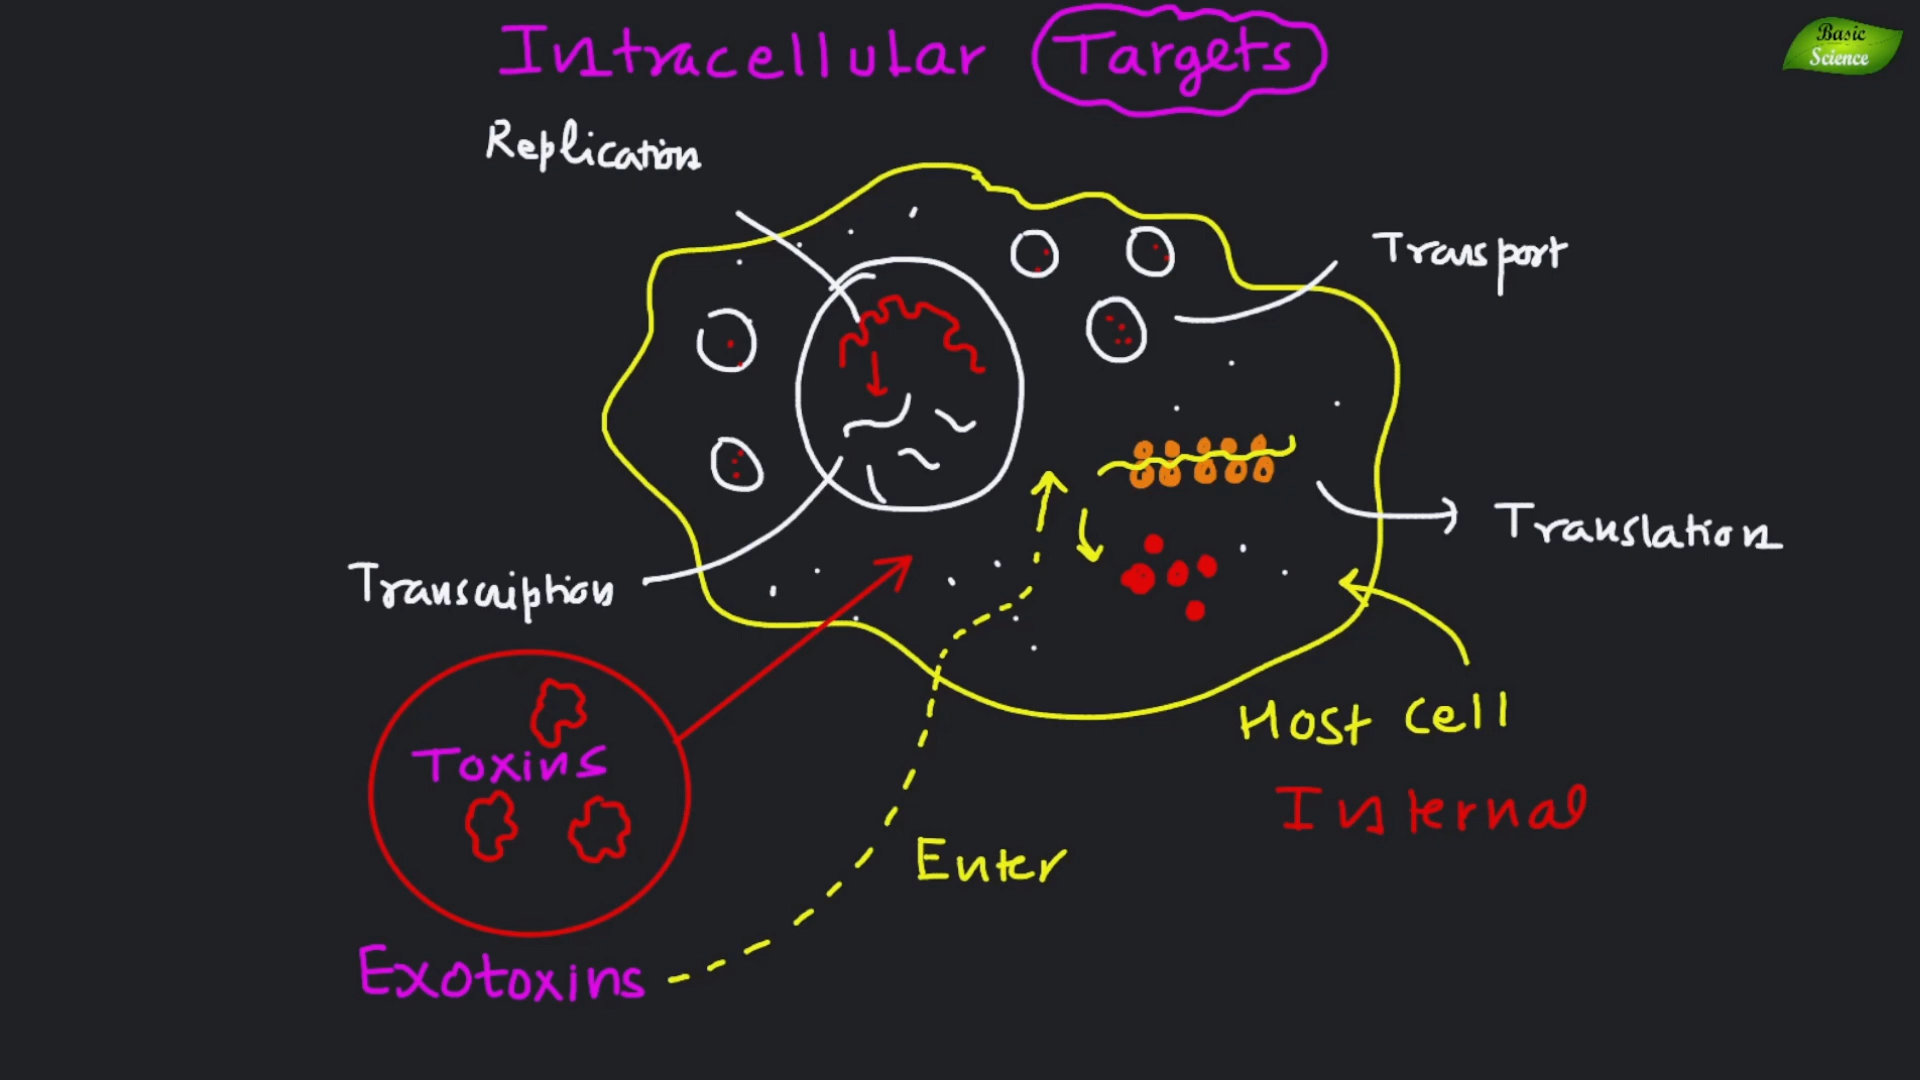 Intracellular Targets
Basic
Science
Replication
Transport
Translation
Transcription
Toxins
Host cell
Internal
Enter
Exotoxins